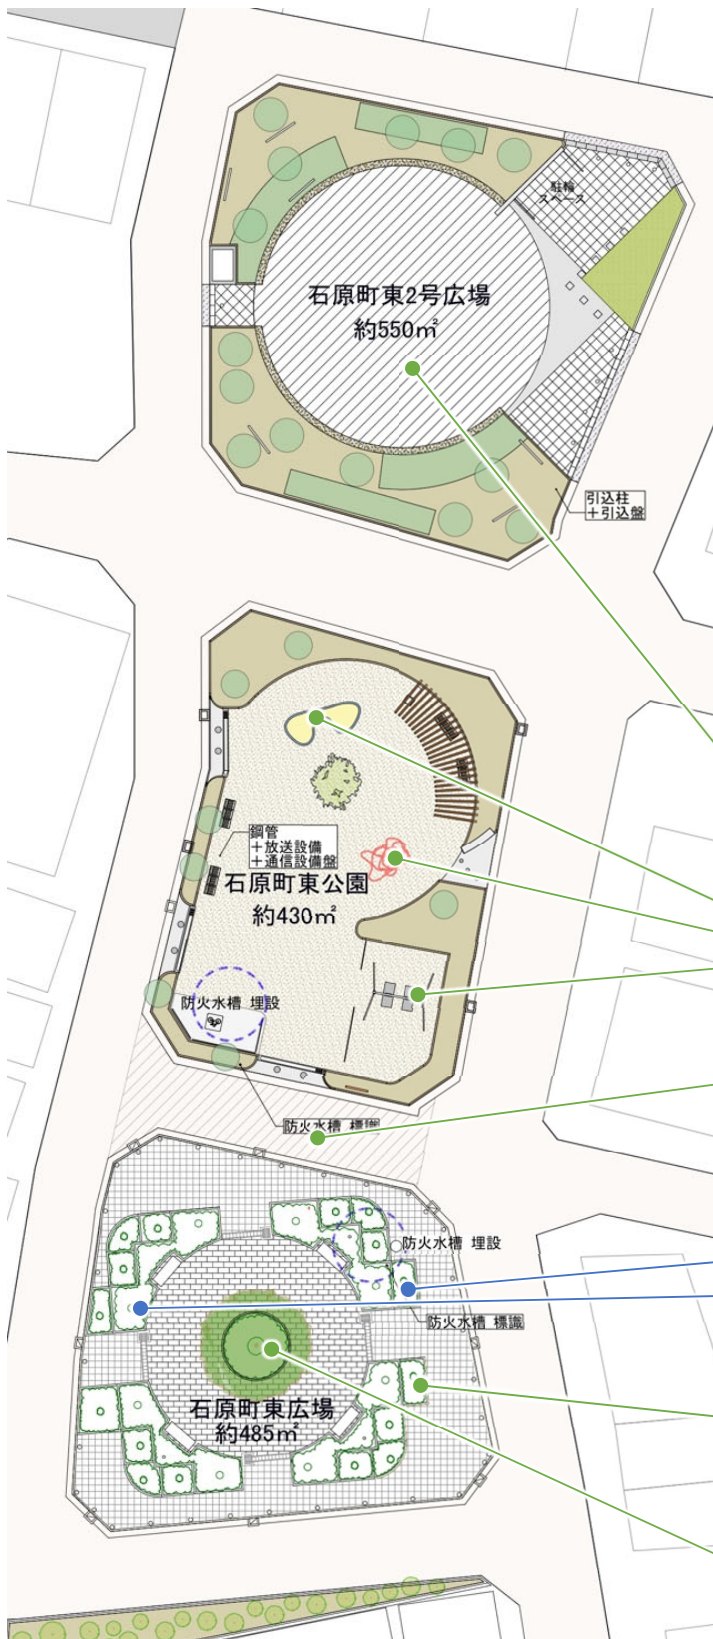 駐輪
スペース
石原町東2号広場
約550㎡
引込柱
＋引込盤
鋼管
＋放送設備
＋通信設備盤
石原町東公園
約430㎡
防火水槽 埋設
防火水槽 標識
防火水槽 埋設
防火水槽 標識
石原町東広場
約485㎡